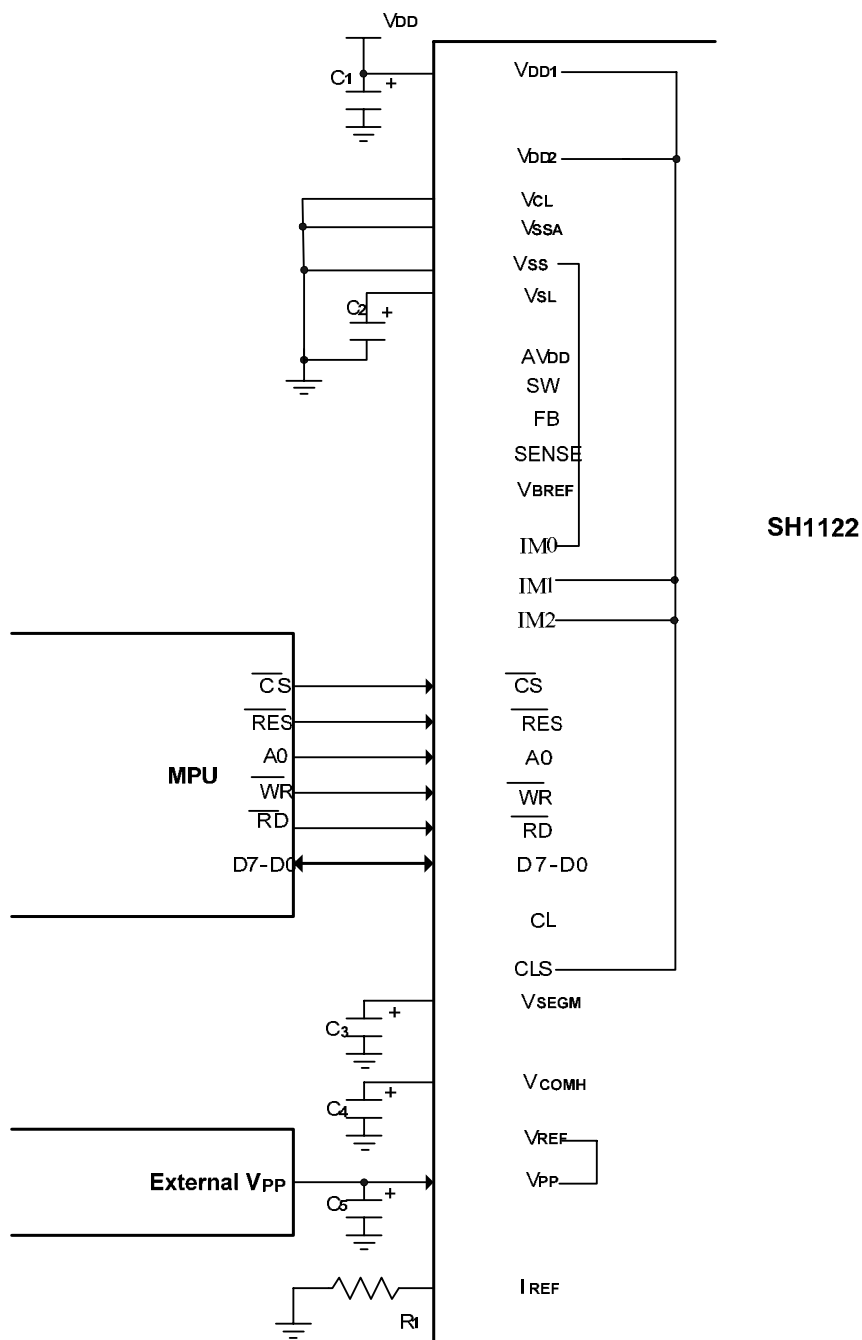 VDD
C1 +
VDD1
VDD2
VCL
VSSA
VSS
VSL
C2 +
AVDD
SW
FB
SENSE
VBREF
SH1122
IM0
IM1
IM2
CS CS
RES RES
A0 A0
MPU
WR WR
RD RD
D7-D0 D7-D0
CL
CLS
VSEGM
C3 +
VCOMH
C4 +
VREF
External VPP VPP
C5 +
IREF
R1